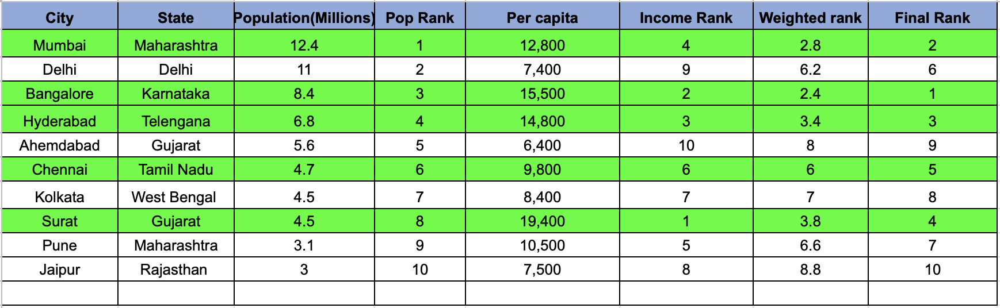 City State Population(Millions) Pop Rank Per capita Income Rank Weighted rank Final Rank
Mumbai Maharashtra 12.4 1 12,800 4 2.8 2
Delhi Delhi 11 2 7,400 9 6.2 6
Bangalore Karnataka 8.4 3 15,500 2 2.4 1
Hyderabad Telengana 6.8 4 14,800 3 3.4 3
Ahemdabad Gujarat 5.6 5 6,400 10 8 9
Chennai Tamil Nadu 4.7 6 9,800 6 6 5
Kolkata West Bengal 4.5 7 8,400 7 7 8
Surat Gujarat 4.5 8 19,400 1 3.8 4
Pune Maharashtra 3.1 9 10,500 5 6.6 7
Jaipur Rajasthan 3 10 7,500 8 8.8 10